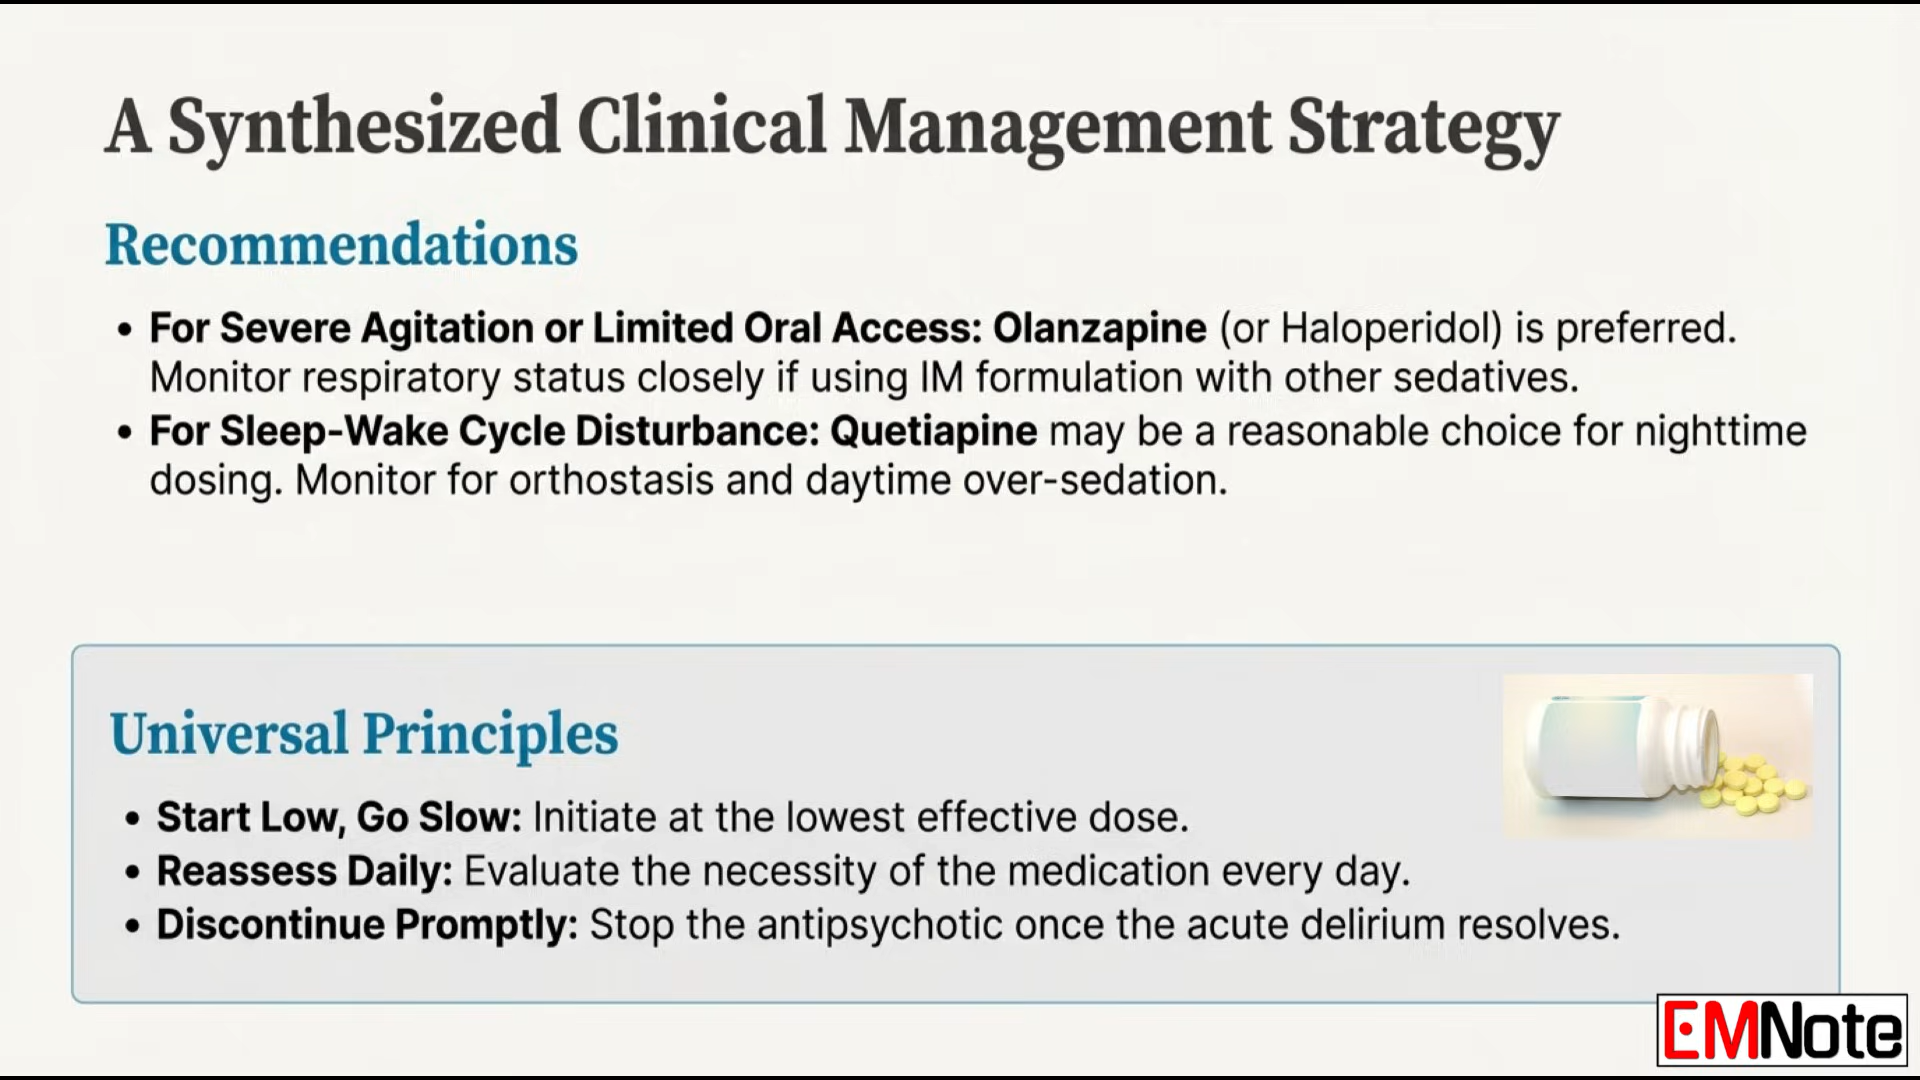 A Synthesized Clinical Management Strategy
Recommendations
• For Severe Agitation or Limited Oral Access: Olanzapine (or Haloperidol) is preferred.
Monitor respiratory status closely if using IM formulation with other sedatives.
• For Sleep-Wake Cycle Disturbance: Quetiapine may be a reasonable choice for nighttime
dosing. Monitor for orthostasis and daytime over-sedation.
Universal Principles
• Start Low, Go Slow: Initiate at the lowest effective dose.
• Reassess Daily: Evaluate the necessity of the medication every day.
• Discontinue Promptly: Stop the antipsychotic once the acute delirium resolves.
EMNote